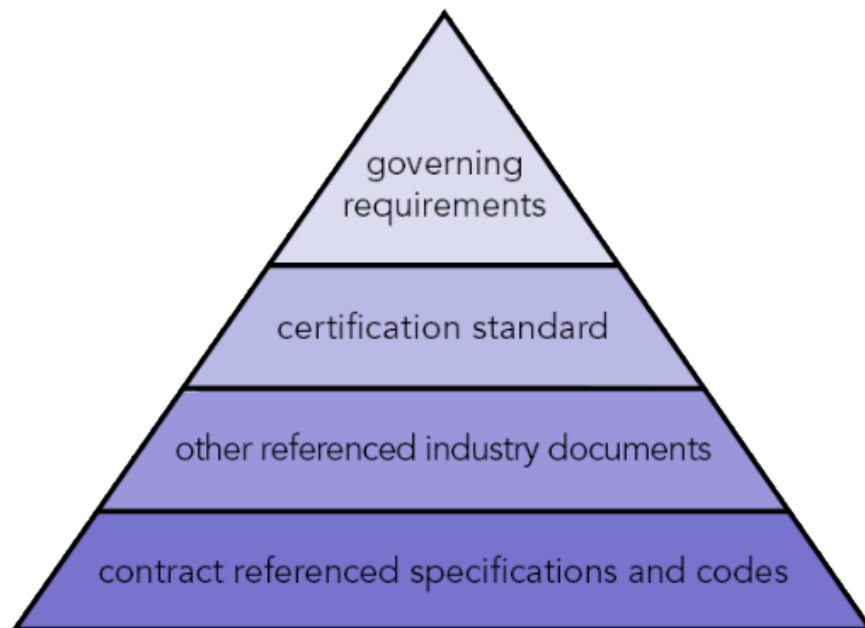 governing
requirements
certification standard
other referenced industry documents
contract referenced specifications and codes